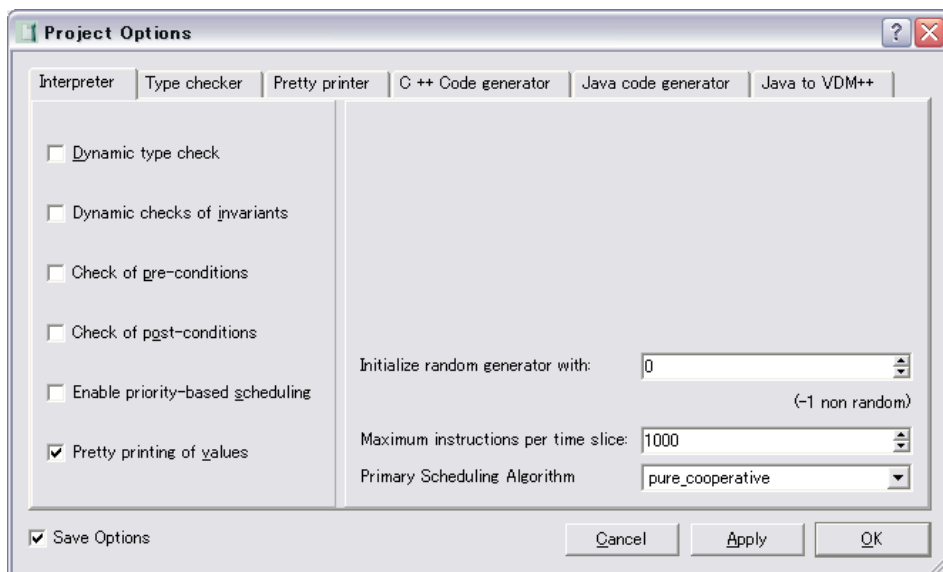 Project Options
Interpreter
Type checker
Pretty printer
C ++ Code generator
Java code generator
Java to VDM++
Dynamic type check
Dynamic checks of invariants
Check of pre-conditions
Check of post-conditions
Enable priority-based scheduling
Pretty printing of values
Initialize random generator with:
0
(-1 non random)
Maximum instructions per time slice:
1000
Primary Scheduling Algorithm
pure_cooperative
Save Options
Cancel
Apply
OK